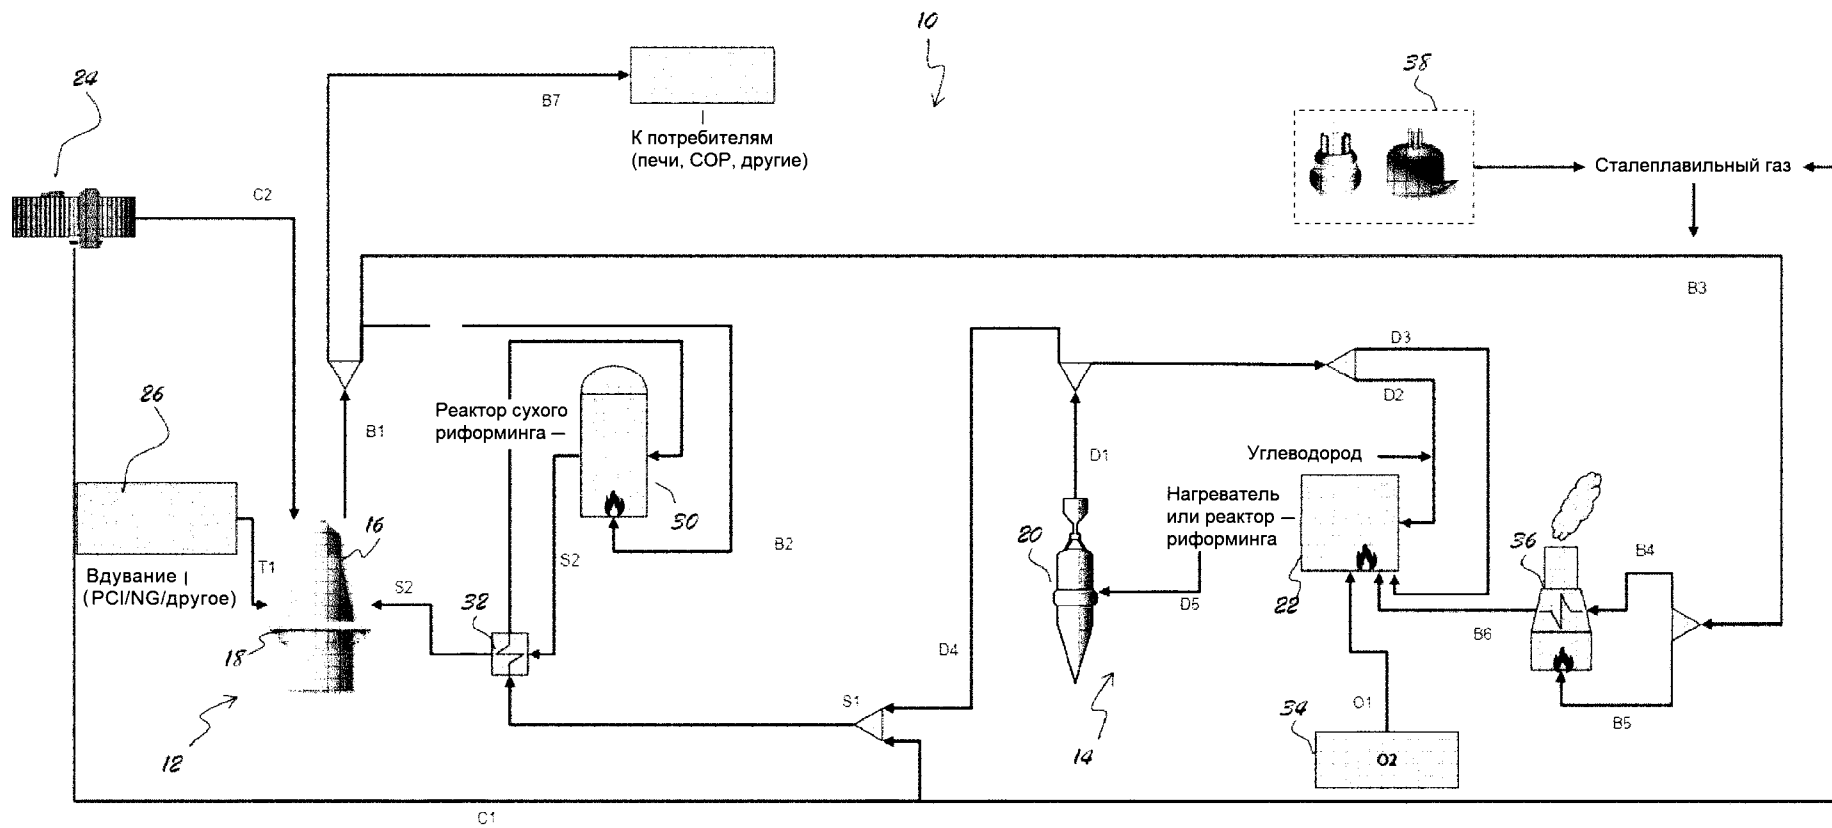 10
24
38
B7
К потребителям
(печи, СОР, другие)
Сталеплавильный газ
C2
B3
D3
D2
26
Реактор сухого
риформинга
B1
D1
Углеводород
Нагреватель
или реактор
риформинга
16
30
20
36
B2
S2
B4
T1
Вдувание
(PCI/NG/другое)
S2
32
D5
22
B6
18
D4
S1
O1
34
B5
12
14
O2
C1